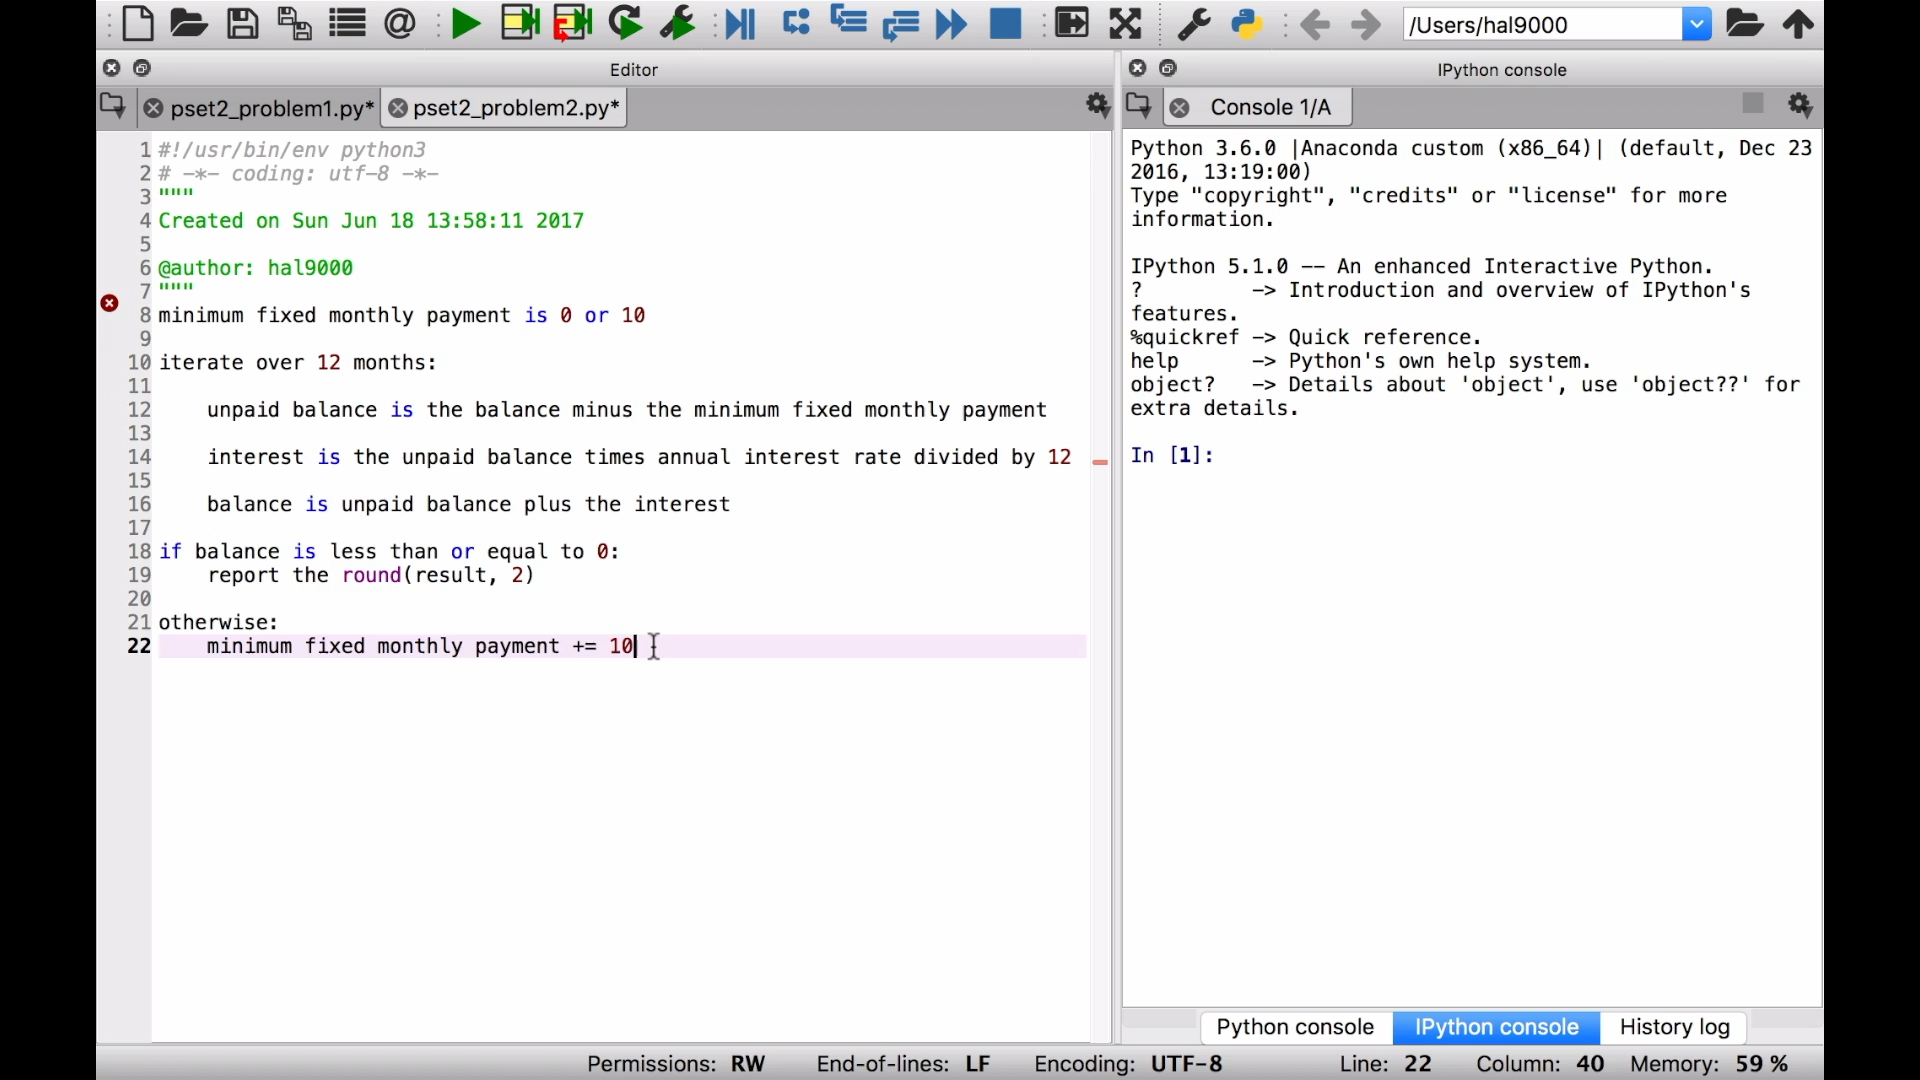 /Users/hal9000
Editor
IPython console
pset2_problem1.py*
pset2_problem2.py*
Console 1/A
1 #!/usr/bin/env python3
2 # -*- coding: utf-8 -*-
3 """
4 Created on Sun Jun 18 13:58:11 2017
5
6 @author: hal9000
7 """
8 minimum fixed monthly payment is 0 or 10
9
10 iterate over 12 months:
11
12 unpaid balance is the balance minus the minimum fixed monthly payment
13
14 interest is the unpaid balance times annual interest rate divided by 12
15
16 balance is unpaid balance plus the interest
17
18 if balance is less than or equal to 0:
19 report the round(result, 2)
20
21 otherwise:
22 minimum fixed monthly payment += 10
Python 3.6.0 |Anaconda custom (x86_64)| (default, Dec 23
2016, 13:19:00)
Type "copyright", "credits" or "license" for more
information.
IPython 5.1.0 -- An enhanced Interactive Python.
? -> Introduction and overview of IPython's
features.
%quickref -> Quick reference.
help -> Python's own help system.
object? -> Details about 'object', use 'object??' for
extra details.
In [1]:
Python console
IPython console
History log
Permissions: RW End-of-lines: LF Encoding: UTF-8 Line: 22 Column: 40 Memory: 59 %